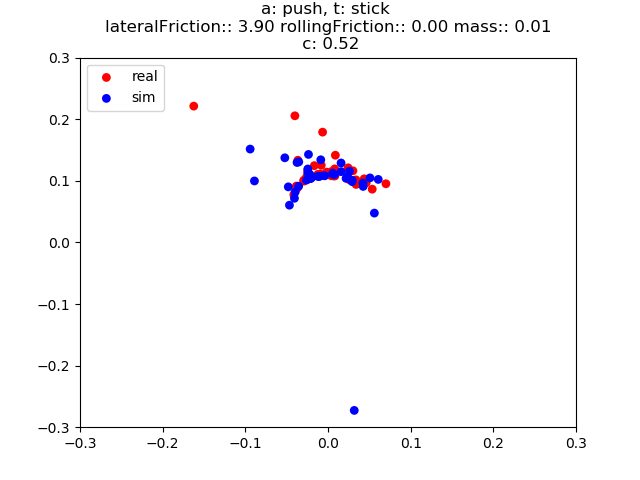 a: push, t: stick
lateralFriction:: 3.90 rollingFriction:: 0.00 mass:: 0.01
c: 0.52
real
sim
0.3
0.2
0.1
0.0
−0.1
−0.2
−0.3
−0.3 −0.2 −0.1 0.0 0.1 0.2 0.3